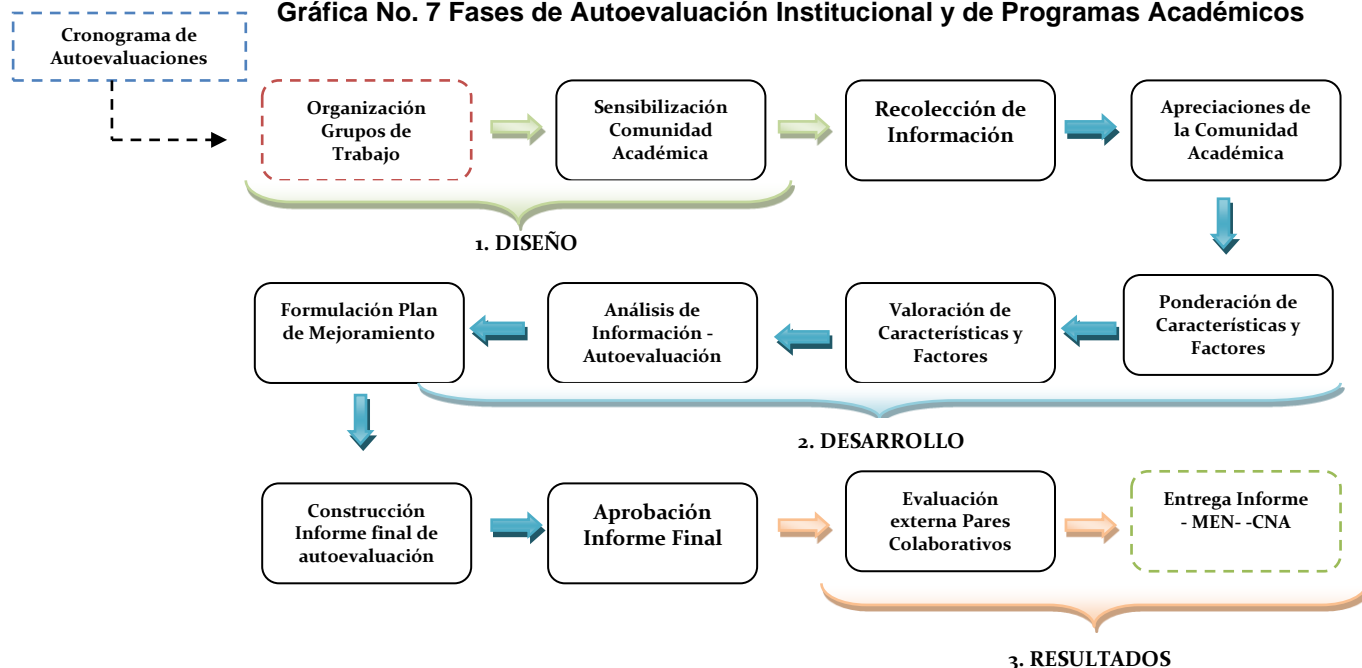 Gráfica No. 7 Fases de Autoevaluación Institucional y de Programas Académicos
Cronograma de
Autoevaluaciones
Organización
Grupos de
Trabajo
Sensibilización
Comunidad
Académica
Recolección de
Información
Apreciaciones de
la Comunidad
Académica
1. DISEÑO
Ponderación de
Características y
Factores
Valoración de
Características y
Factores
Análisis de
Información -
Autoevaluación
Formulación Plan
de Mejoramiento
2. DESARROLLO
Construcción
Informe final de
autoevaluación
Aprobación
Informe Final
Evaluación
externa Pares
Colaborativos
Entrega Informe
- MEN- -CNA
3. RESULTADOS